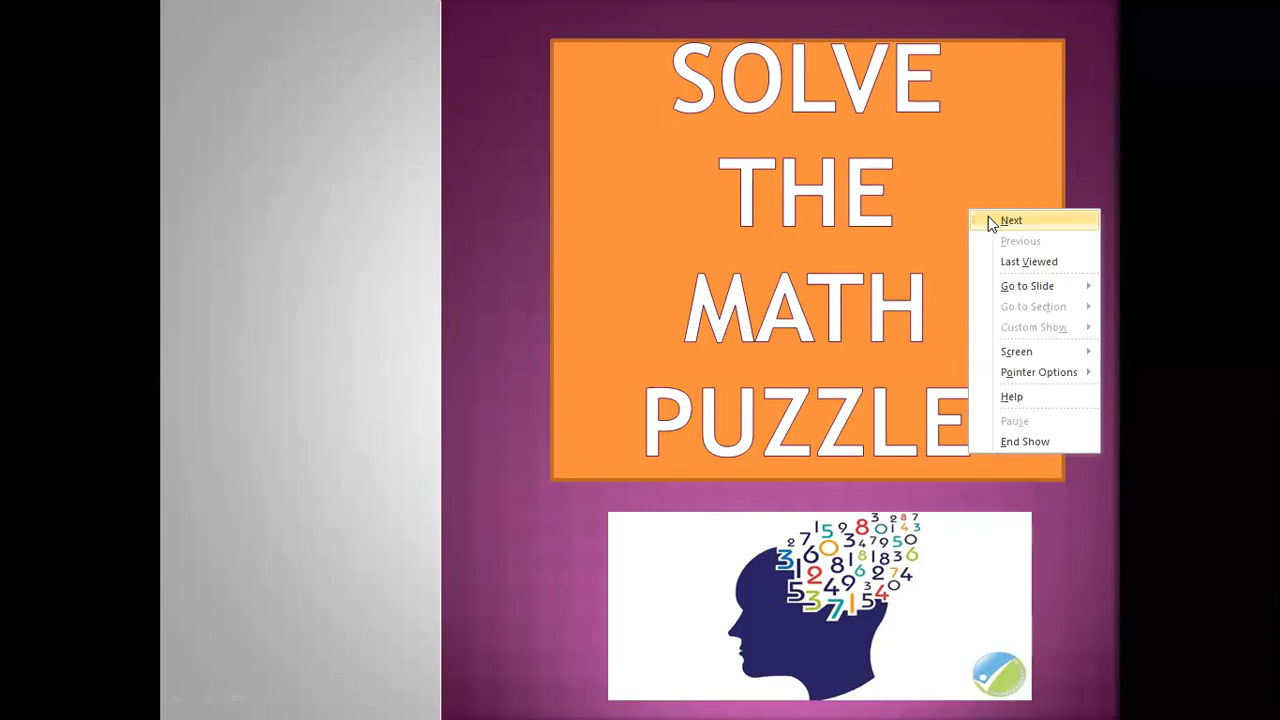 SOLVE
THE
MATH
PUZZLE
Next
Previous
Last Viewed
Go to Slide
Go to Section
Custom Show
Screen
Pointer Options
Help
Pause
End Show